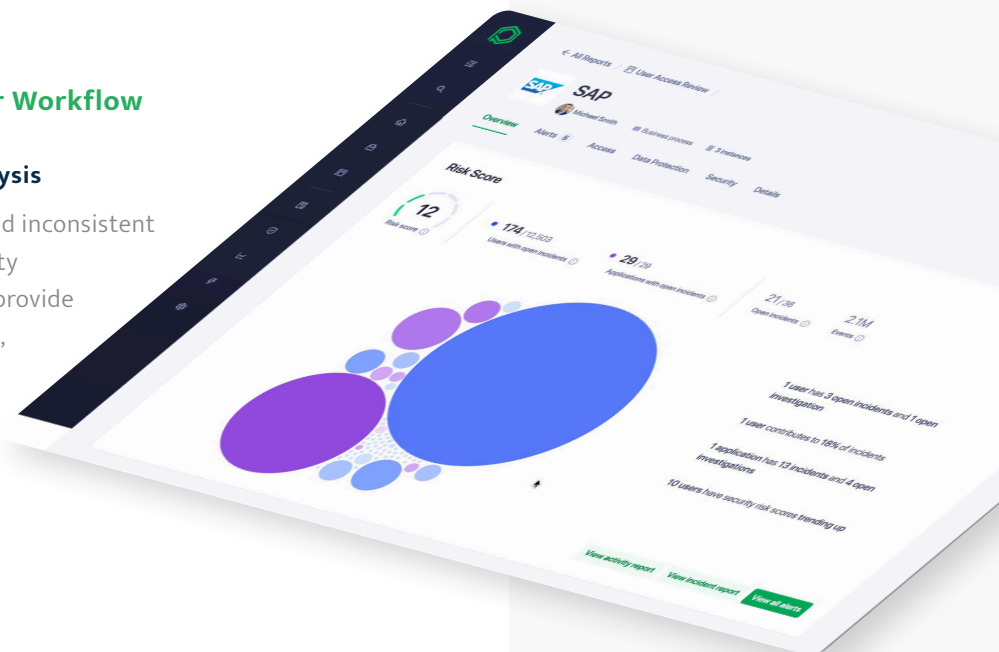 r Workflow
ysis
d inconsistent
ty
provide
,
← All Reports / User Access Review /
SAP
SAP
Michael Smith Business process 3 instances
Overview Alerts 6 Access Data Protection Security Details
Risk Score
12
Risk score
174/12,503
Users with open incidents
29/29
Applications with open incidents
21/36
Open incidents
2.1M
Events
1 user has 3 open incidents and 1 open
investigation
1 user contributes to 18% of incidents
1 application has 13 incidents and 4 open
investigations
10 users have security risk scores trending up
View activity report View incident report View all alerts